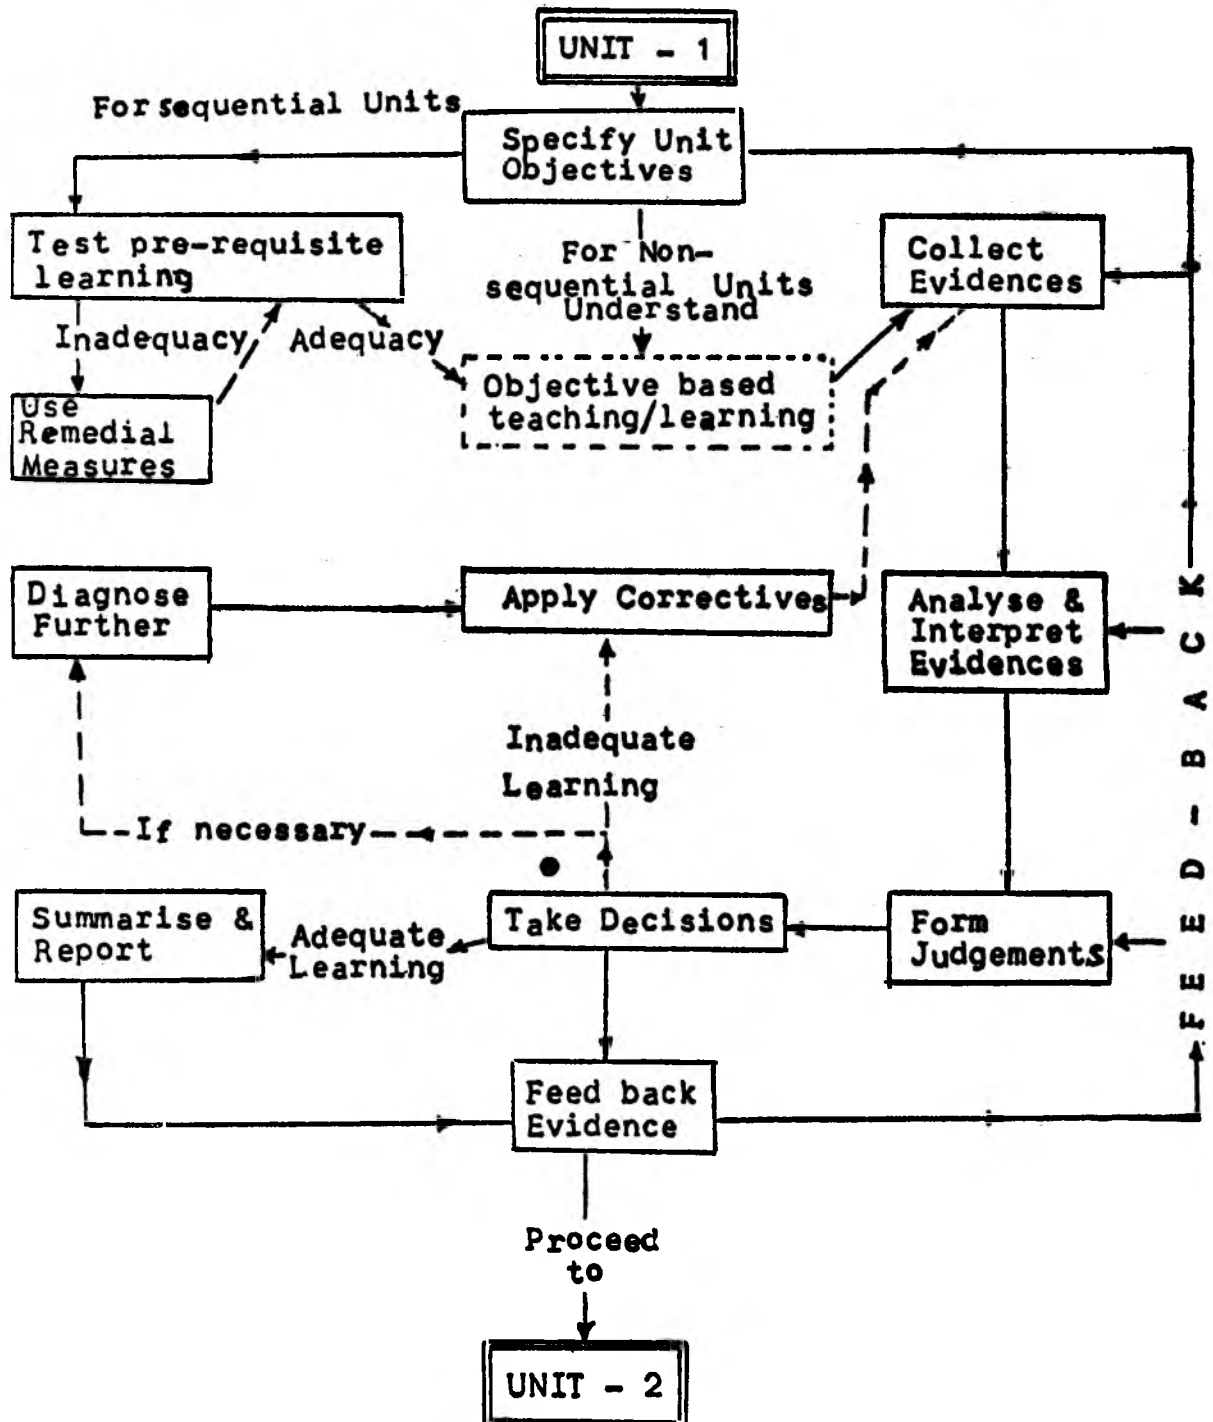 UNIT - 1
For sequential Units
Specify Unit
Objectives
Test pre-requisite
learning
For Non-
sequential Units
Understand
Collect
Evidences
Inadequacy
Adequacy
Objective based
teaching/learning
Use
Remedial
Measures
Diagnose
Further
Apply Correctives
Analyse &
Interpret
Evidences
Inadequate
Learning
If necessary
FEED-BACK
Summarise &
Report
Adequate
Learning
Take Decisions
Form
Judgements
Feed back
Evidence
Proceed
to
UNIT - 2